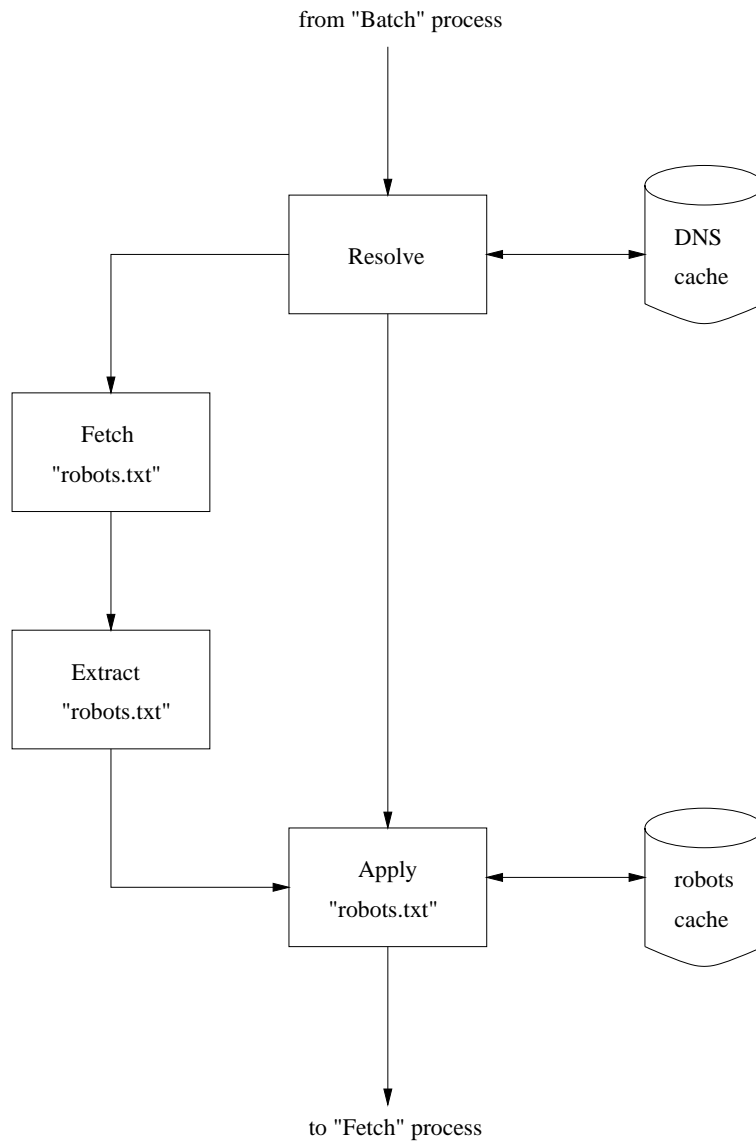 from "Batch" process
Resolve
DNS
cache
Fetch
"robots.txt"
Extract
"robots.txt"
Apply
"robots.txt"
robots
cache
to "Fetch" process